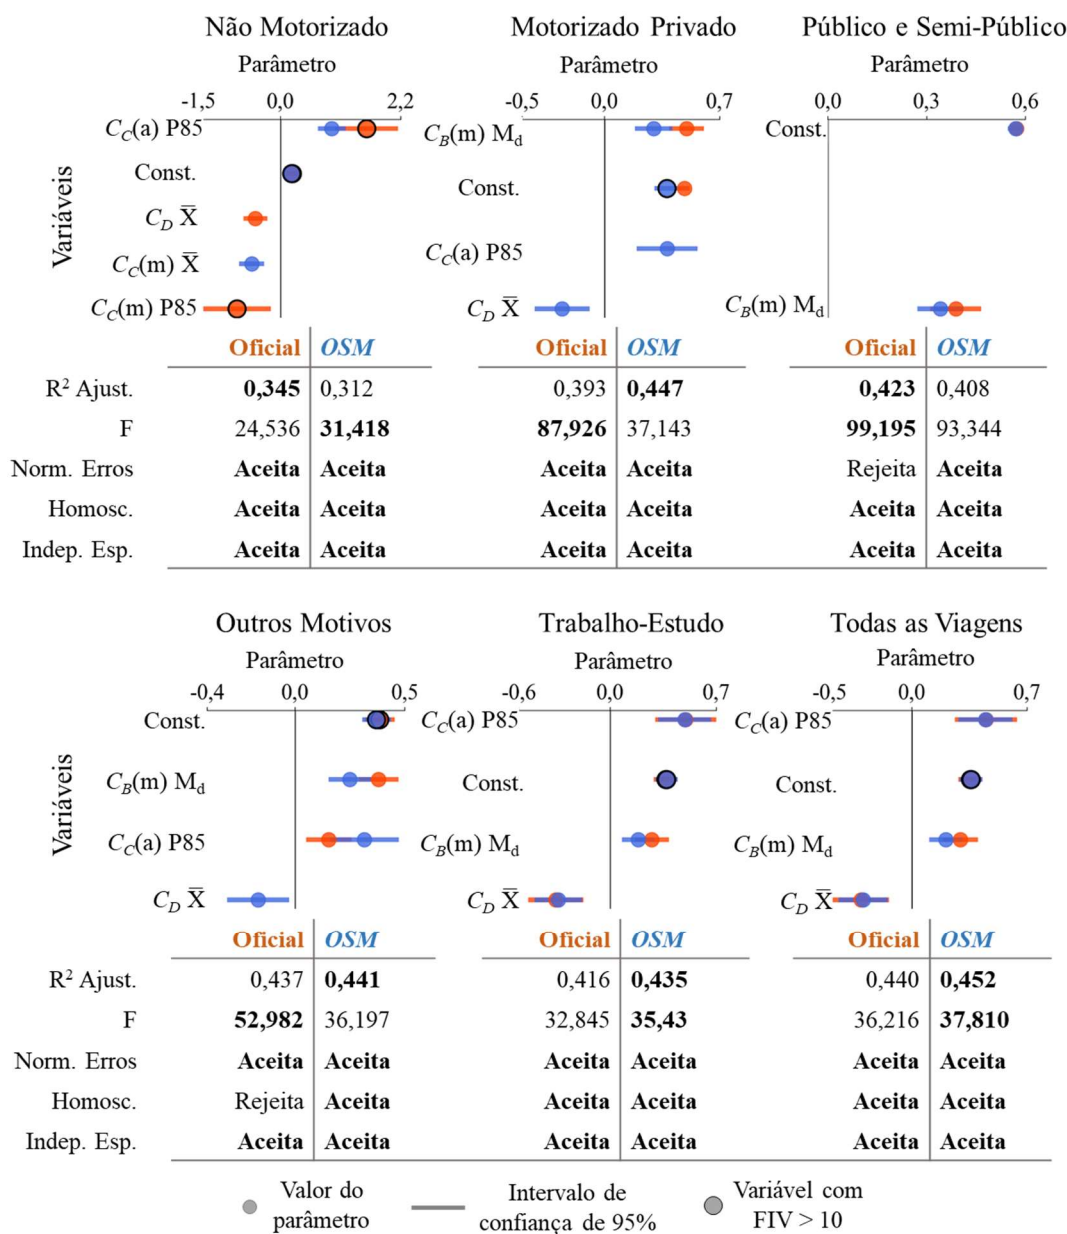 Não Motorizado Motorizado Privado Público e Semi-Público
Parâmetro Parâmetro Parâmetro
-1,5 0,0 2,2 -0,5 0,0 0,7 0,0 0,3 0,6
Variáveis
C_C(a) P85 C_B(m) M_d Const.
Const. Const.
C_D X̿
C_C(a) P85
C_C(m) X̿
C_C(m) P85 C_D X̿ C_B(m) M_d
Oficial OSM Oficial OSM Oficial OSM
R² Ajust. 0,345 0,312 0,393 0,447 0,423 0,408
F 24,536 31,418 87,926 37,143 99,195 93,344
Norm. Erros Aceita Aceita Aceita Aceita Rejeita Aceita
Homosc. Aceita Aceita Aceita Aceita Aceita Aceita
Indep. Esp. Aceita Aceita Aceita Aceita Aceita Aceita
Outros Motivos Trabalho-Estudo Todas as Viagens
Parâmetro Parâmetro Parâmetro
-0,4 0,0 0,5 -0,6 0,0 0,7 -0,5 0,0 0,7
Variáveis
Const. C_C(a) P85 C_C(a) P85
C_B(m) M_d Const. Const.
C_C(a) P85 C_B(m) M_d C_B(m) M_d
C_D X̿ C_D X̿ C_D X̿
Oficial OSM Oficial OSM Oficial OSM
R² Ajust. 0,437 0,441 0,416 0,435 0,440 0,452
F 52,982 36,197 32,845 35,43 36,216 37,810
Norm. Erros Aceita Aceita Aceita Aceita Aceita Aceita
Homosc. Rejeita Aceita Aceita Aceita Aceita Aceita
Indep. Esp. Aceita Aceita Aceita Aceita Aceita Aceita
Valor do parâmetro
Intervalo de confiança de 95%
Variável com FIV > 10